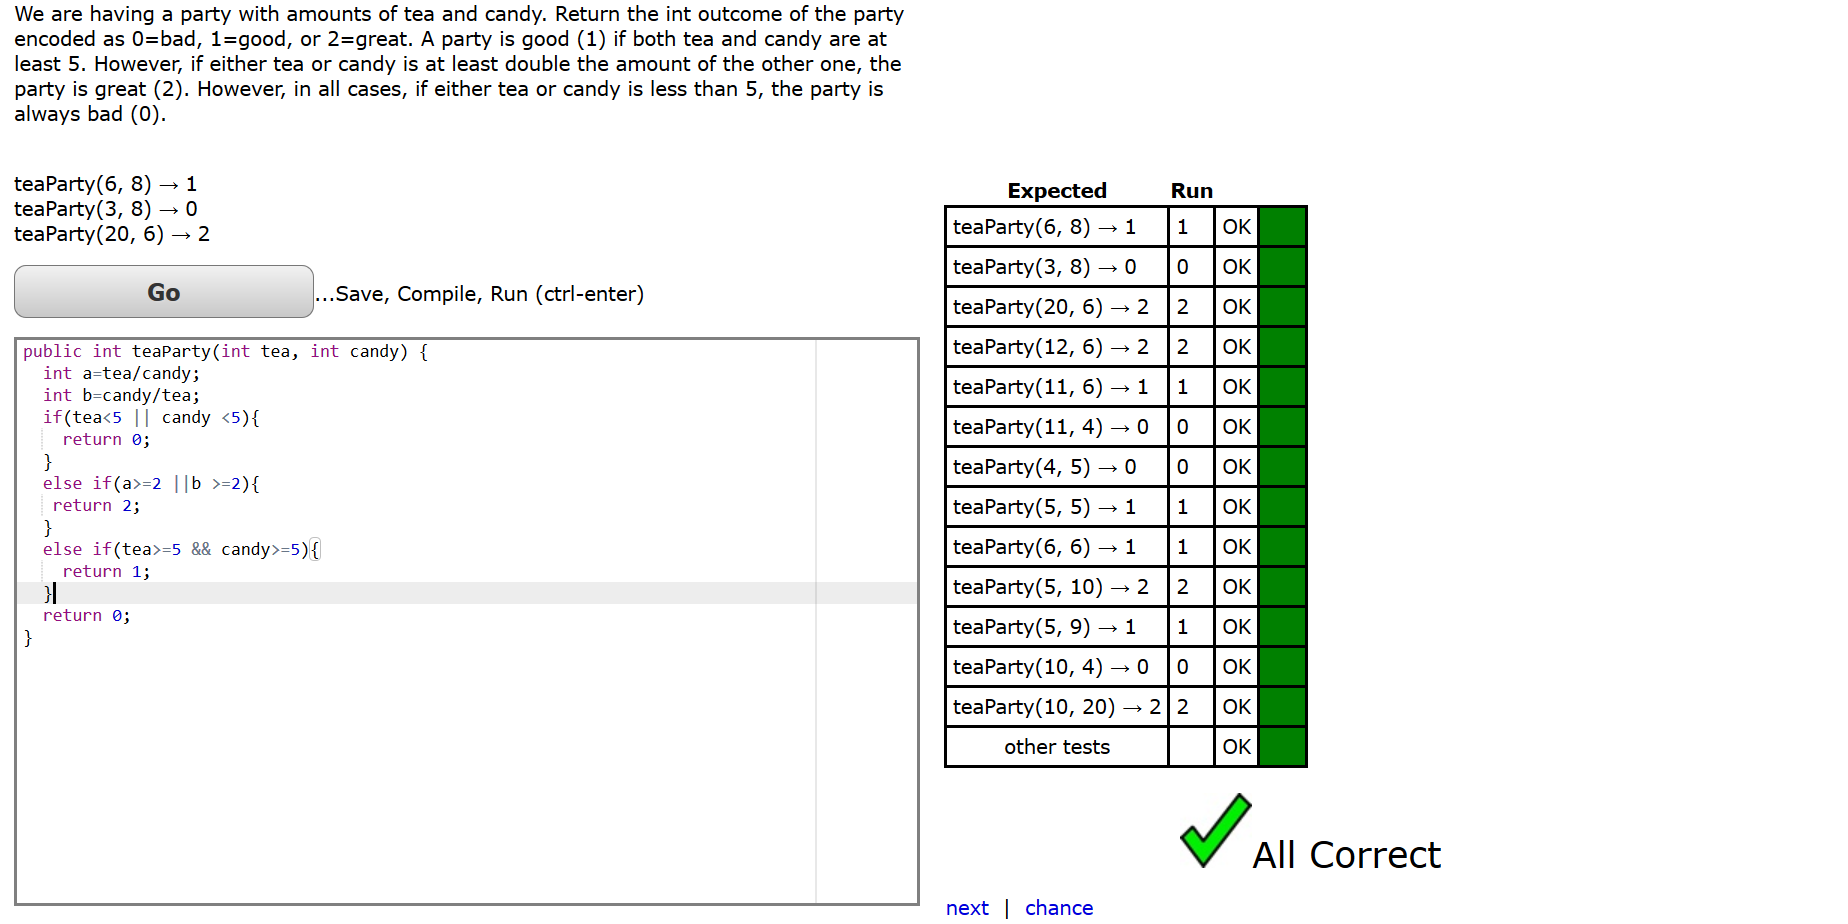 We are having a party with amounts of tea and candy. Return the int outcome of the party
encoded as 0=bad, 1=good, or 2=great. A party is good (1) if both tea and candy are at
least 5. However, if either tea or candy is at least double the amount of the other one, the
party is great (2). However, in all cases, if either tea or candy is less than 5, the party is
always bad (0).
teaParty(6, 8) → 1
teaParty(3, 8) → 0
teaParty(20, 6) → 2
Go ...Save, Compile, Run (ctrl-enter)
public int teaParty(int tea, int candy) {
  int a=tea/candy;
  int b=candy/tea;
  if(tea<5 || candy <5){
    return 0;
  }
  else if(a>=2 ||b >=2){
   return 2;
  }
  else if(tea>=5 && candy>=5){
    return 1;
  }
  return 0;
}
Expected Run
teaParty(6, 8) → 1 1 OK
teaParty(3, 8) → 0 0 OK
teaParty(20, 6) → 2 2 OK
teaParty(12, 6) → 2 2 OK
teaParty(11, 6) → 1 1 OK
teaParty(11, 4) → 0 0 OK
teaParty(4, 5) → 0 0 OK
teaParty(5, 5) → 1 1 OK
teaParty(6, 6) → 1 1 OK
teaParty(5, 10) → 2 2 OK
teaParty(5, 9) → 1 1 OK
teaParty(10, 4) → 0 0 OK
teaParty(10, 20) → 2 2 OK
other tests OK
All Correct
next | chance